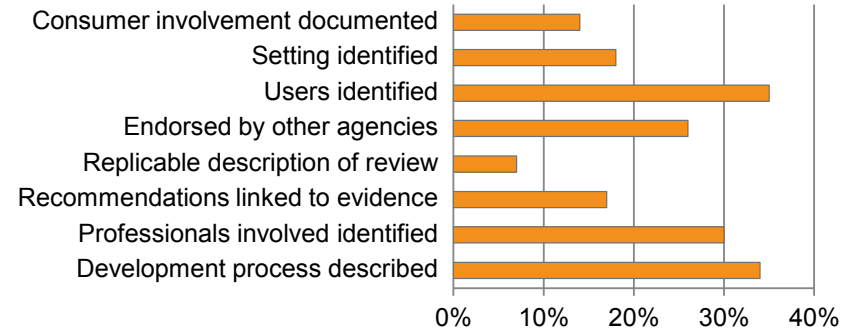 Consumer involvement documented
Setting identified
Users identified
Endorsed by other agencies
Replicable description of review
Recommendations linked to evidence
Professionals involved identified
Development process described
0% 10% 20% 30% 40%